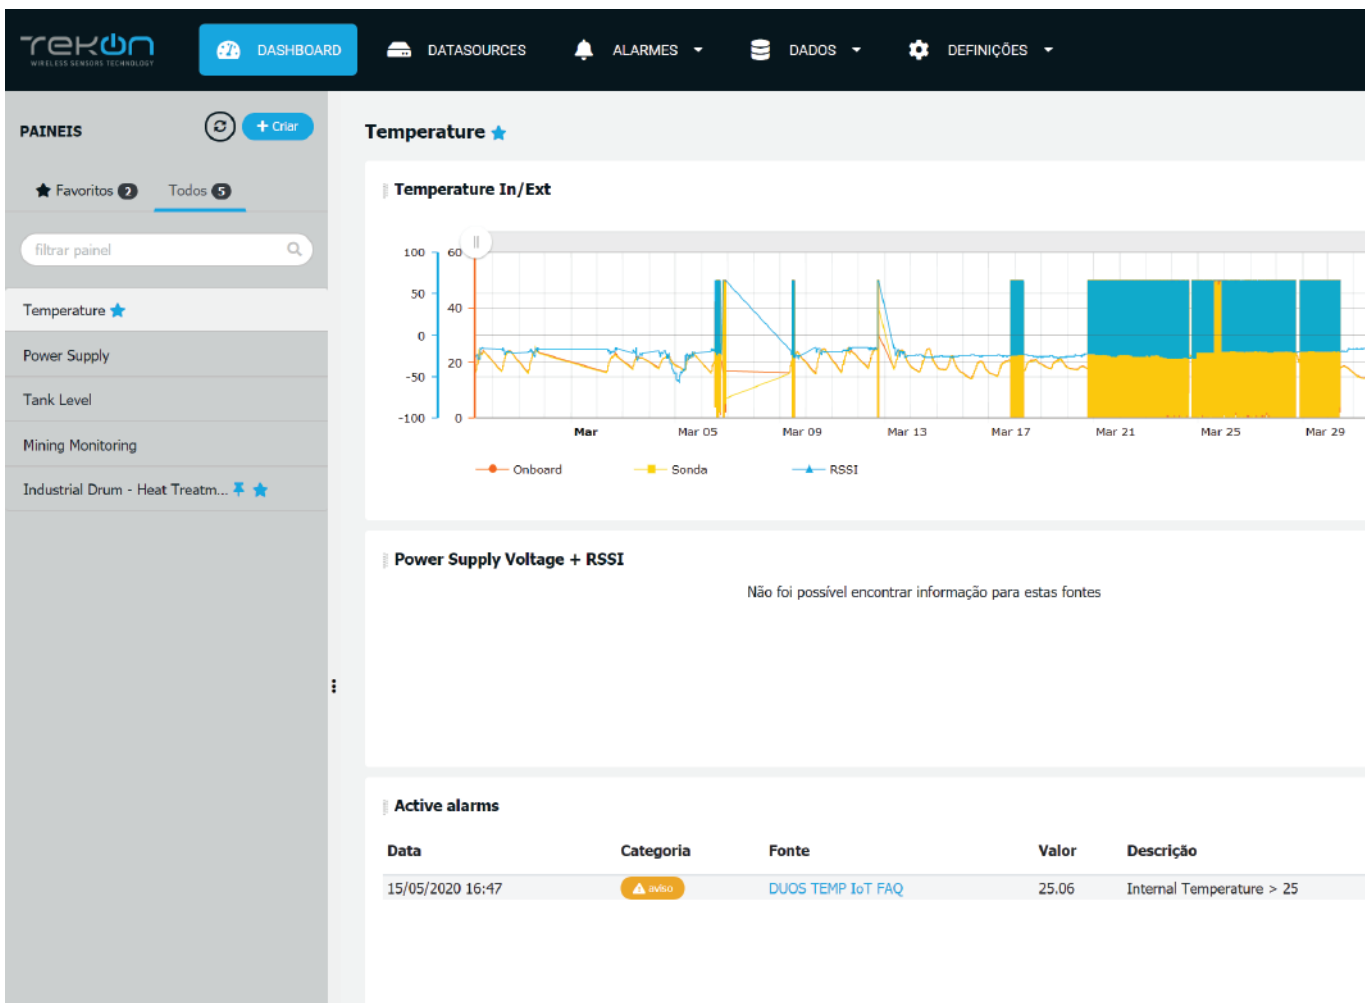 TEKON
WIRELESS SENSORS TECHNOLOGY
DASHBOARD
DATASOURCES
ALARMES
DADOS
DEFINIÇÕES
PAINEIS
+ Criar
Favoritos 2
Todos 5
filtrar painel
Temperature
Power Supply
Tank Level
Mining Monitoring
Industrial Drum - Heat Treatm...
Temperature
Temperature In/Ext
100
50
0
-50
-100
60
40
20
0
Mar
Mar 05
Mar 09
Mar 13
Mar 17
Mar 21
Mar 25
Mar 29
Onboard
Sonda
RSSI
Power Supply Voltage + RSSI
Não foi possível encontrar informação para estas fontes
Active alarms
Data Categoria Fonte Valor Descrição
15/05/2020 16:47 aviso DUOS TEMP IoT FAQ 25.06 Internal Temperature > 25